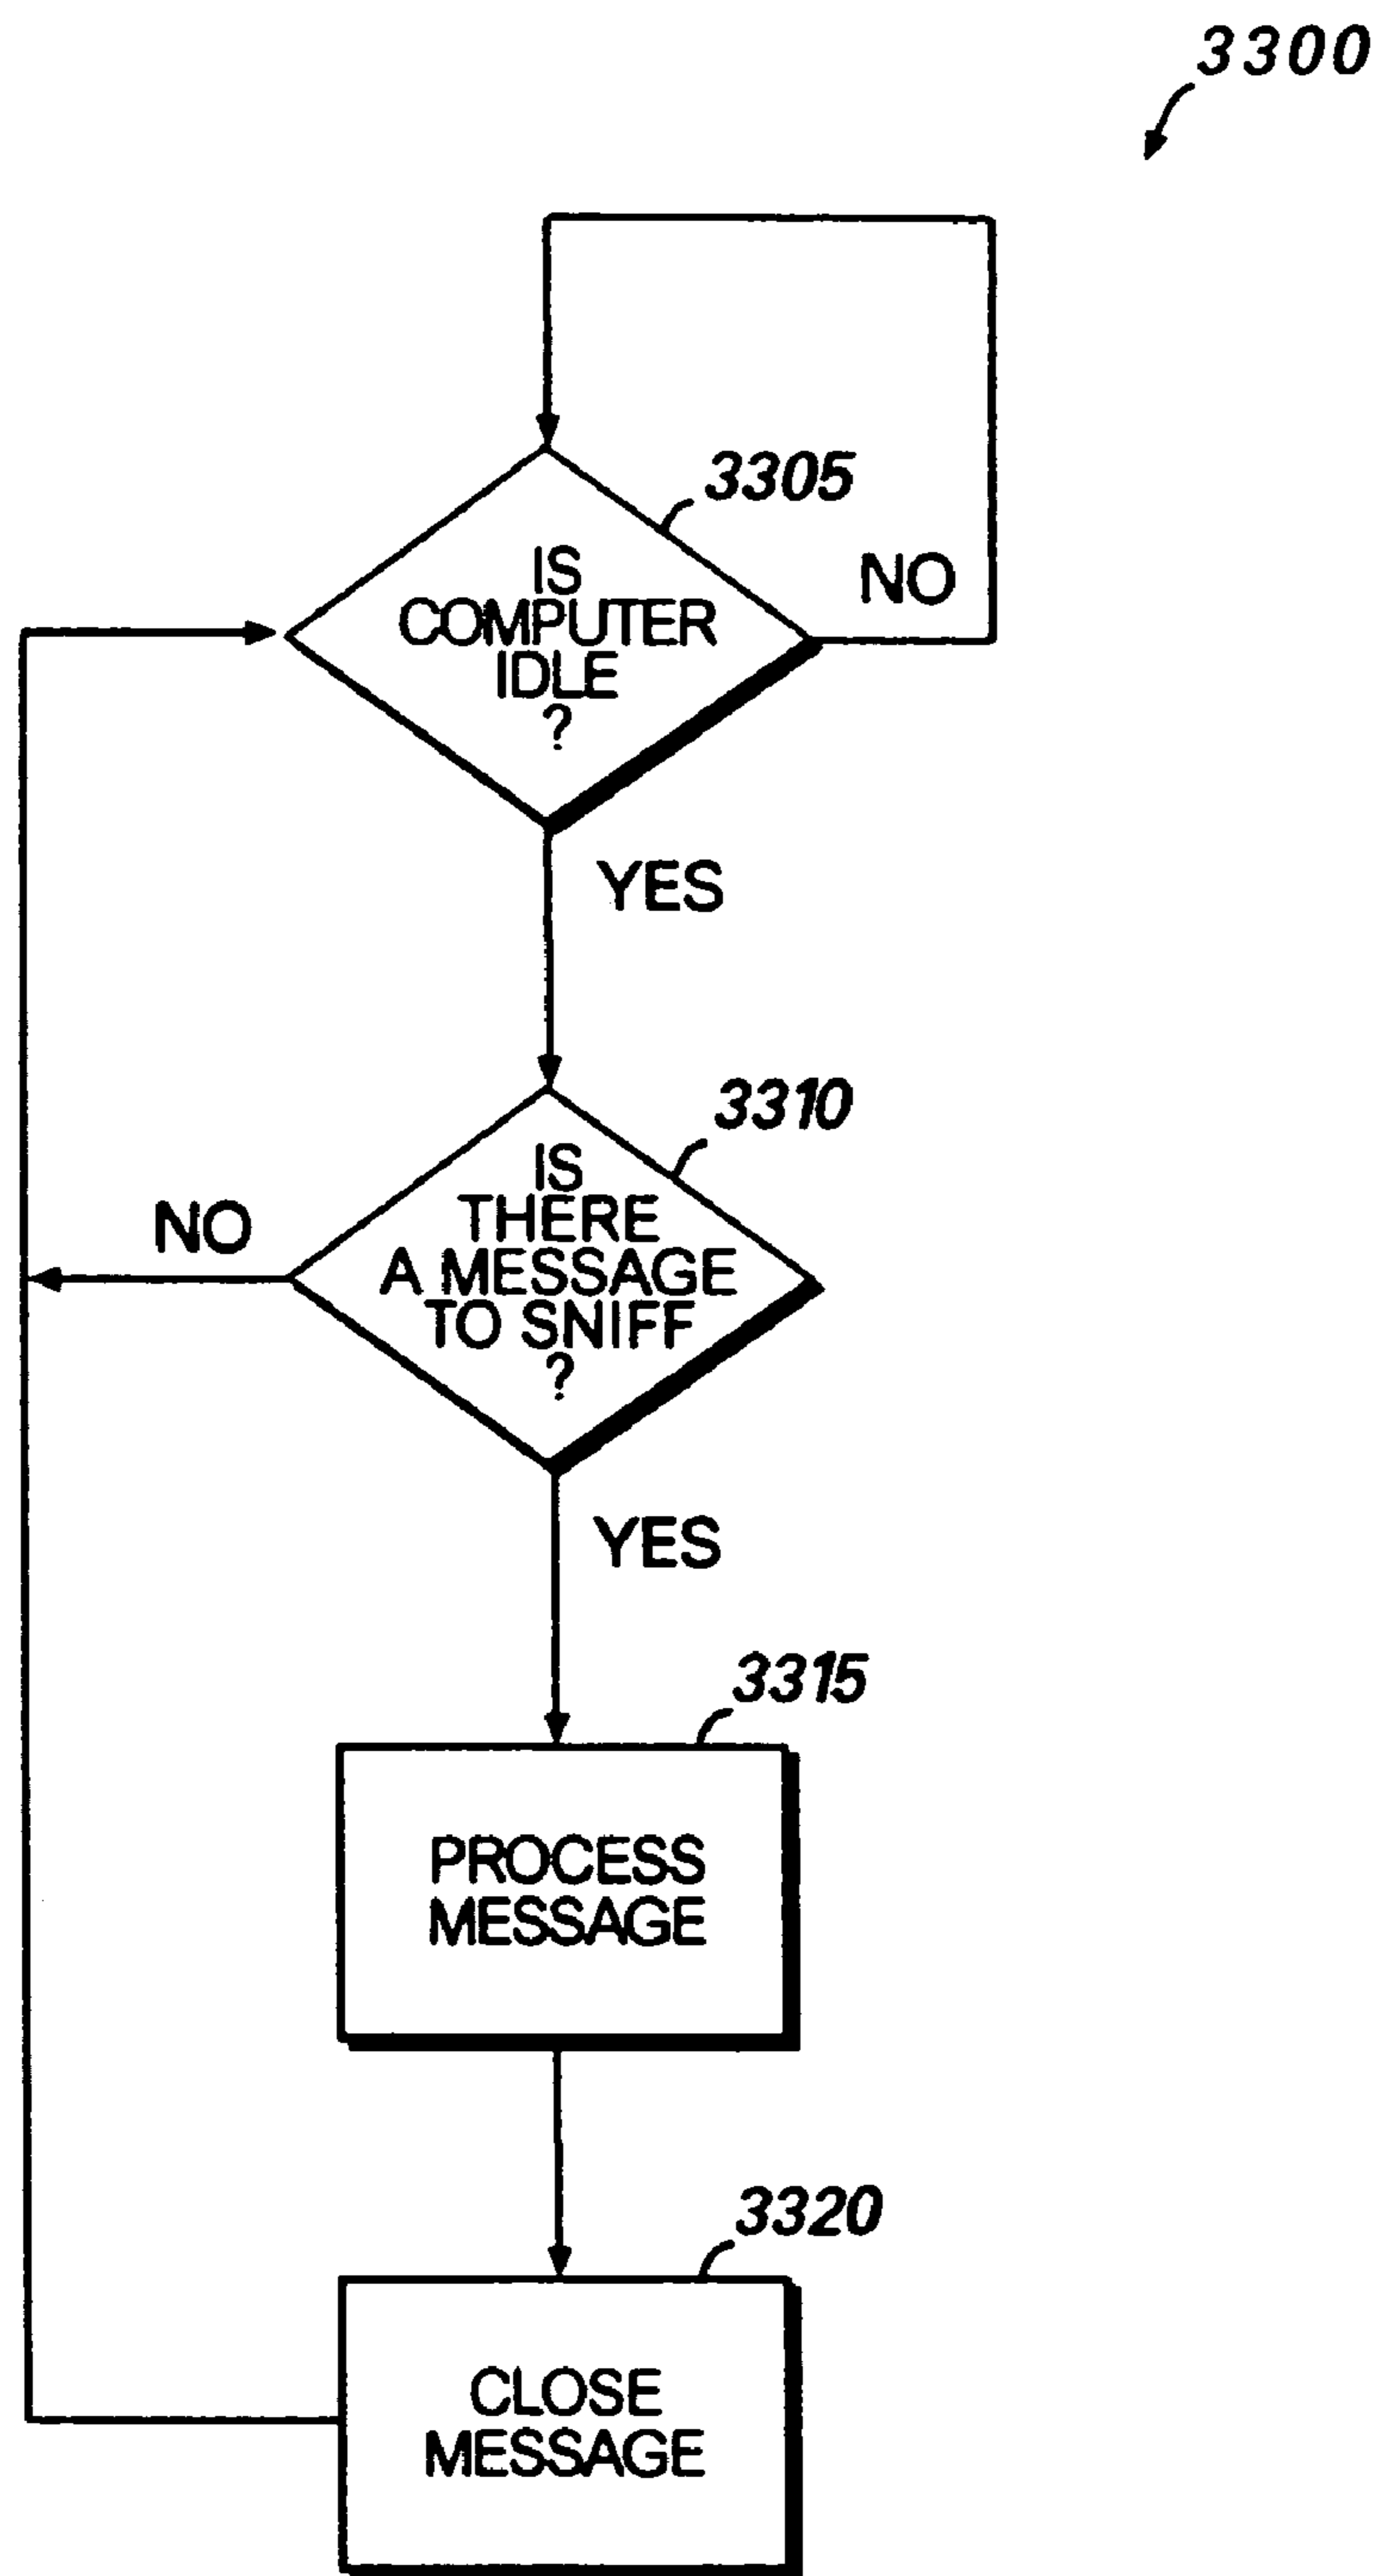 3300
3305
IS
COMPUTER
IDLE
?
NO
YES
3310
IS
THERE
A MESSAGE
TO SNIFF
?
NO
YES
3315
PROCESS
MESSAGE
3320
CLOSE
MESSAGE